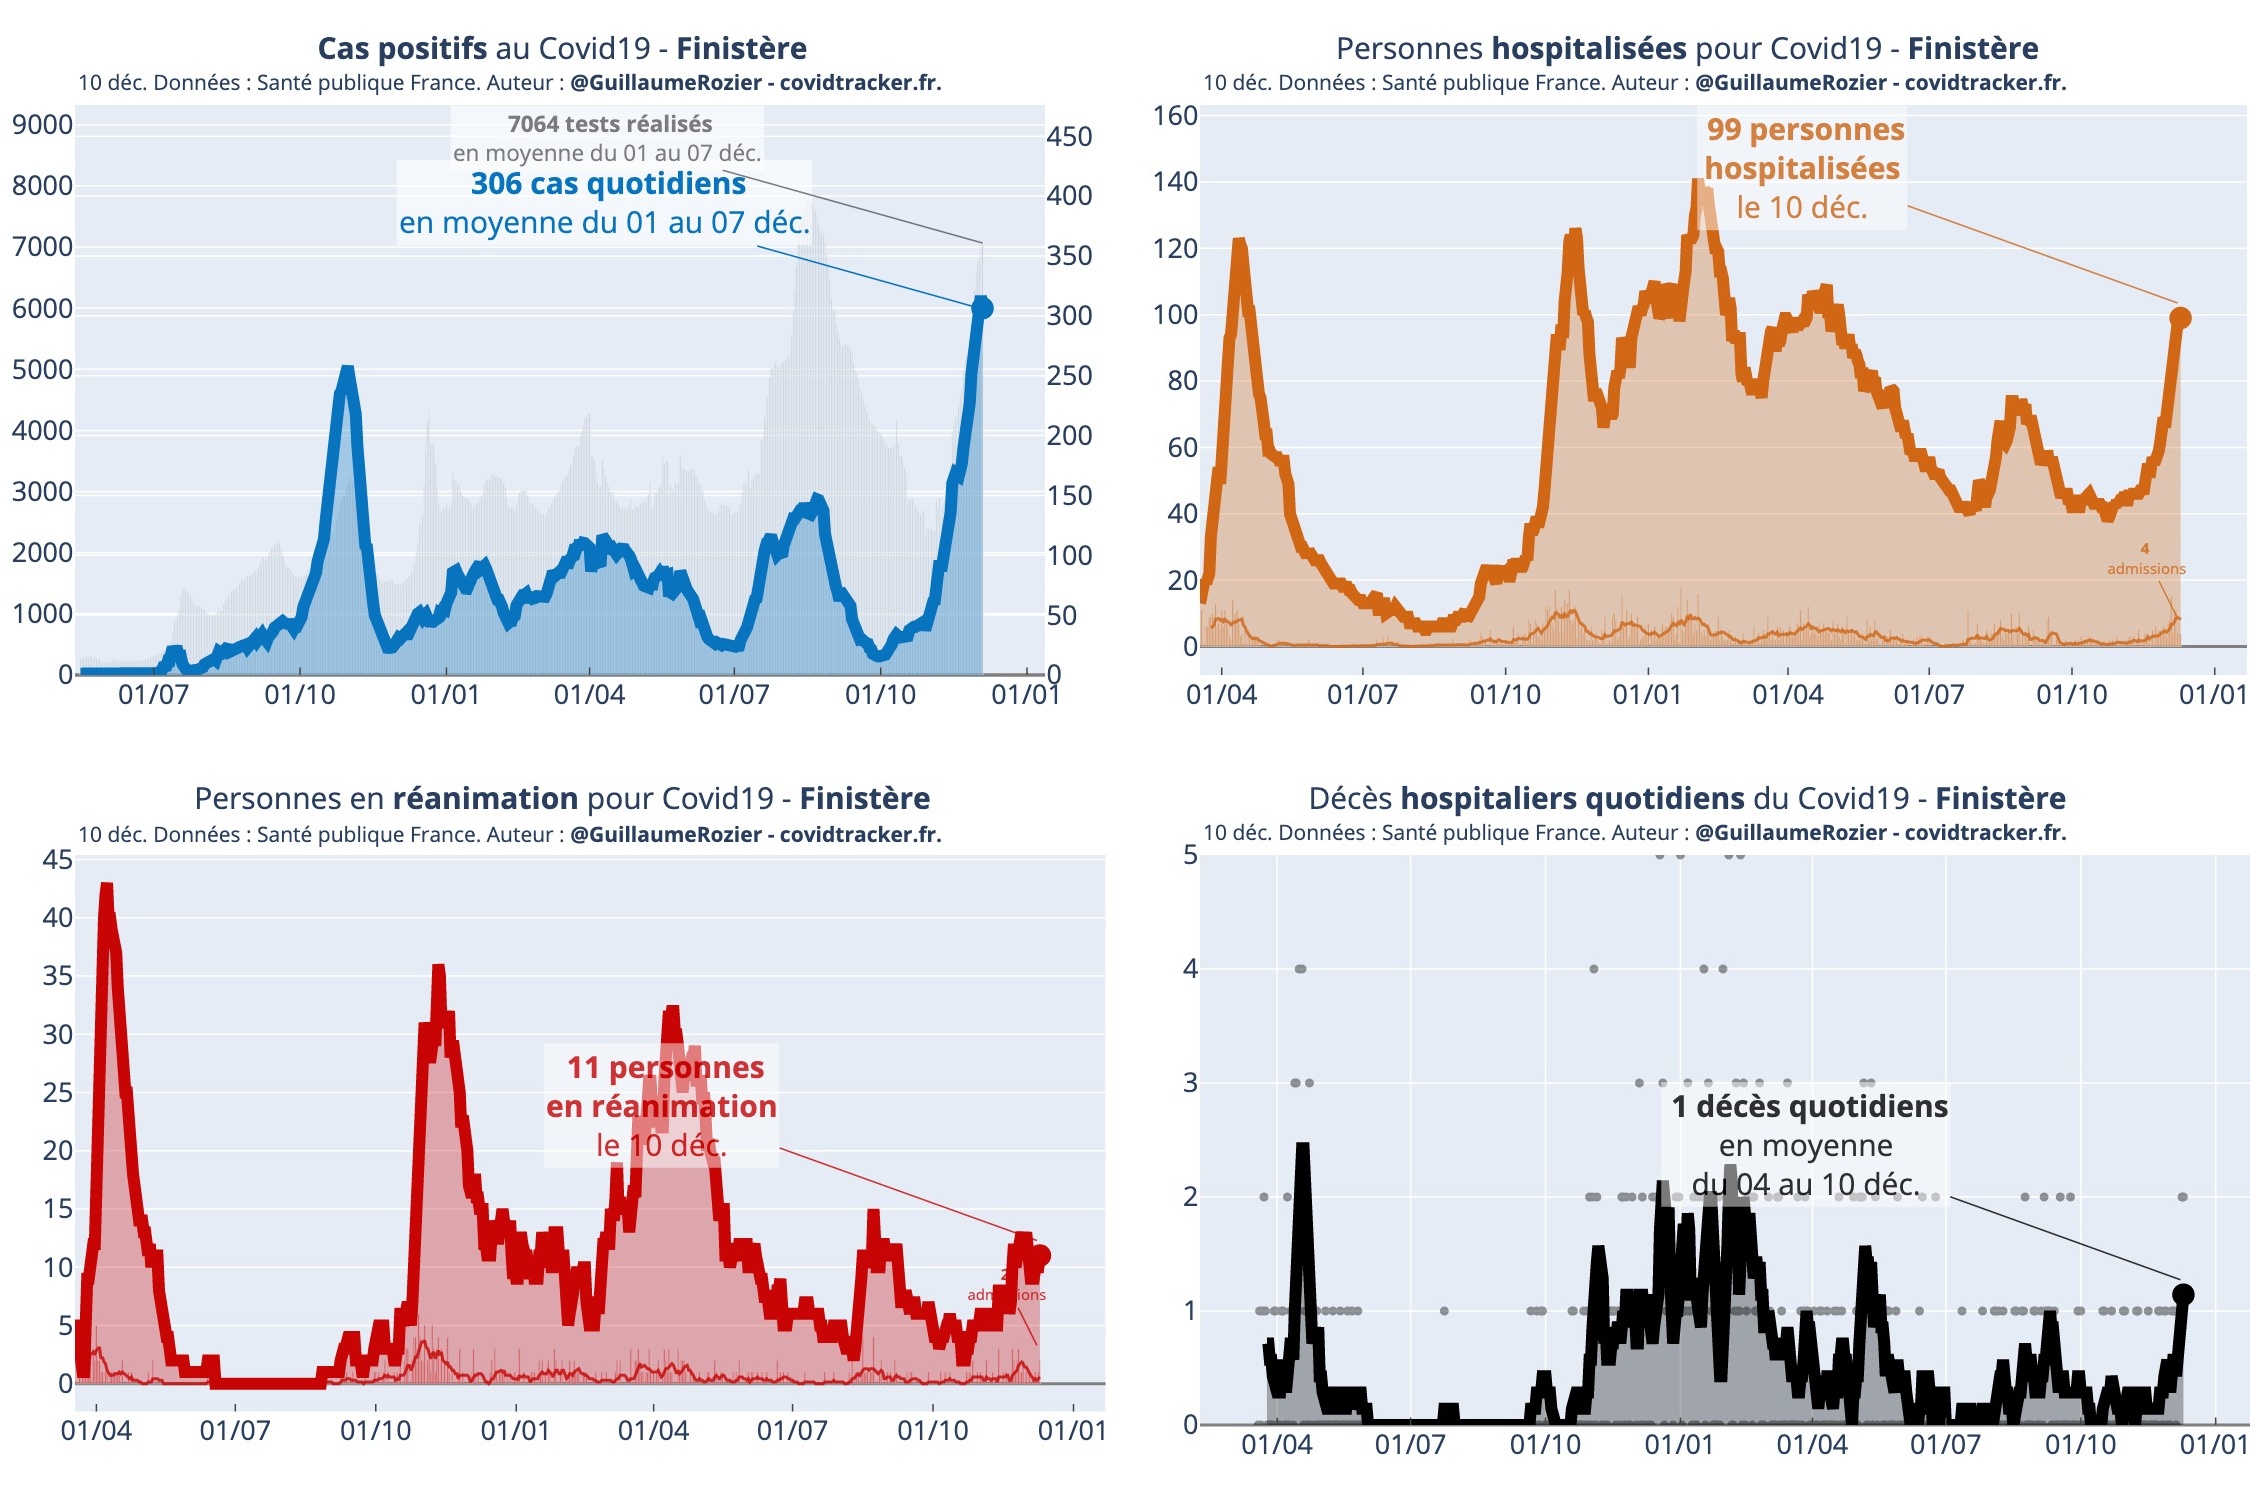 Cas positifs au Covid19 - Finistère
10 déc. Données : Santé publique France. Auteur : @GuillaumeRozier - covidtracker.fr.
7064 tests réalisés
en moyenne du 01 au 07 déc.
306 cas quotidiens
en moyenne du 01 au 07 déc.
9000
8000
7000
6000
5000
4000
3000
2000
1000
0
450
400
350
300
250
200
150
100
50
0
01/07 01/10 01/01 01/04 01/07 01/10 01/01
Personnes hospitalisées pour Covid19 - Finistère
10 déc. Données : Santé publique France. Auteur : @GuillaumeRozier - covidtracker.fr.
99 personnes
hospitalisées
le 10 déc.
160
140
120
100
80
60
40
20
0
4
admissions
01/04 01/07 01/10 01/01 01/04 01/07 01/10 01/01
Personnes en réanimation pour Covid19 - Finistère
10 déc. Données : Santé publique France. Auteur : @GuillaumeRozier - covidtracker.fr.
45
40
35
30
25
20
15
10
5
0
11 personnes
en réanimation
le 10 déc.
2
admissions
01/04 01/07 01/10 01/01 01/04 01/07 01/10 01/01
Décès hospitaliers quotidiens du Covid19 - Finistère
10 déc. Données : Santé publique France. Auteur : @GuillaumeRozier - covidtracker.fr.
5
4
3
2
1
0
1 décès quotidiens
en moyenne
du 04 au 10 déc.
01/04 01/07 01/10 01/01 01/04 01/07 01/10 01/01